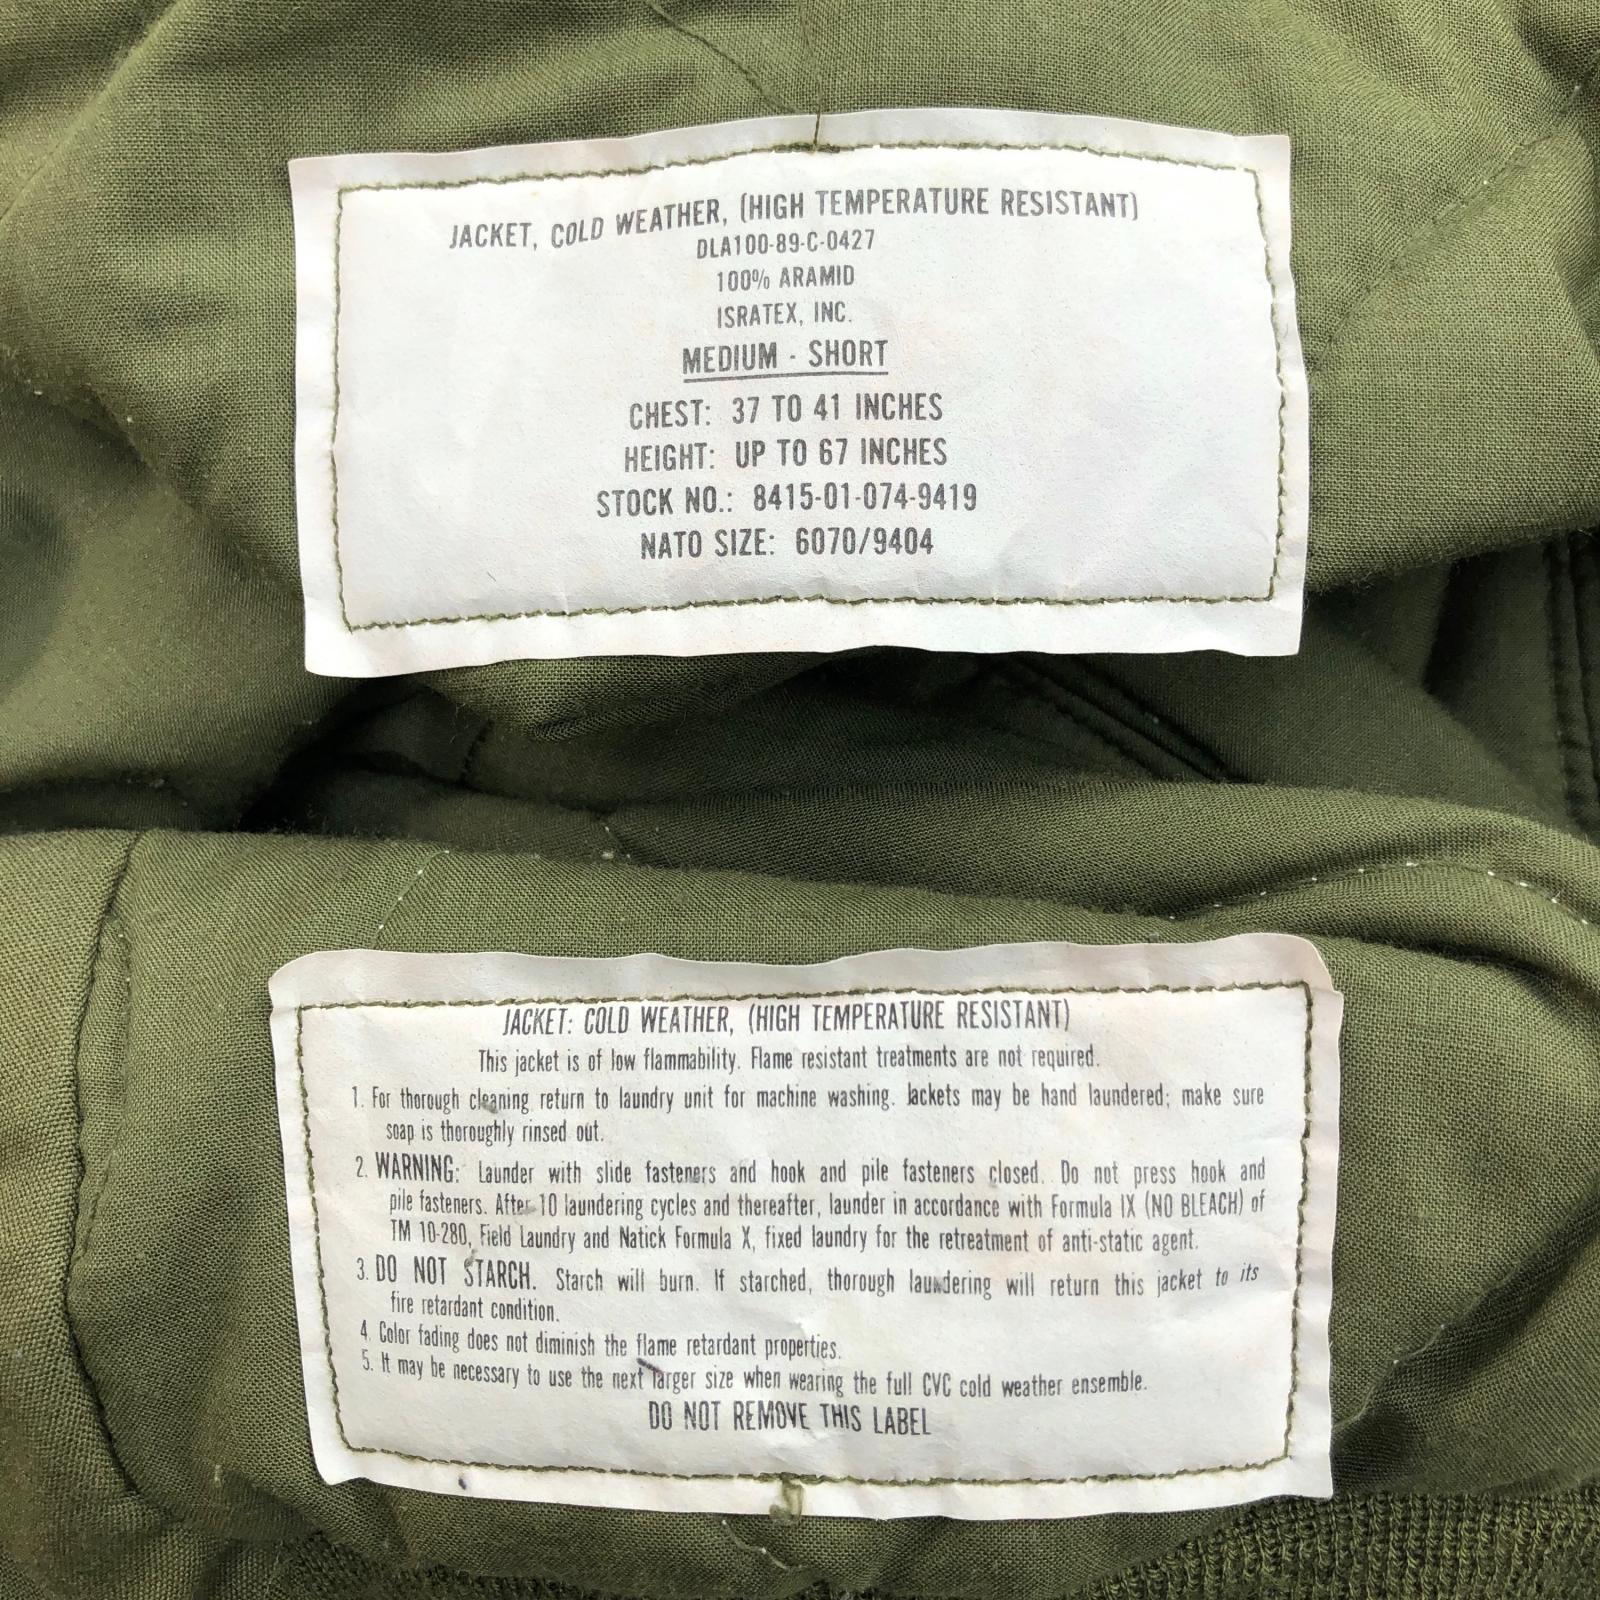 JACKET, COLD WEATHER, (HIGH TEMPERATURE RESISTANT)
DLA100-89-C-0427
100% ARAMID
ISRATEX, INC.
MEDIUM - SHORT
CHEST: 37 TO 41 INCHES
HEIGHT: UP TO 67 INCHES
STOCK NO.: 8415-01-074-9419
NATO SIZE: 6070/9404
JACKET: COLD WEATHER, (HIGH TEMPERATURE RESISTANT)
This jacket is of low flammability. Flame resistant treatments are not required.
1. For thorough cleaning return to laundry unit for machine washing. Jackets may be hand laundered; make sure
soap is thoroughly rinsed out.
2. WARNING: Launder with slide fasteners and hook and pile fasteners closed. Do not press hook and
pile fasteners. After 10 laundering cycles and thereafter, launder in accordance with Formula IX (NO BLEACH) of
TM 10-280, Field Laundry and Natick Formula X, fixed laundry for the retreatment of anti-static agent.
3. DO NOT STARCH. Starch will burn. If starched, thorough laundering will return this jacket to its
fire retardant condition.
4. Color fading does not diminish the flame retardant properties.
5. It may be necessary to use the next larger size when wearing the full CVC cold weather ensemble.
DO NOT REMOVE THIS LABEL